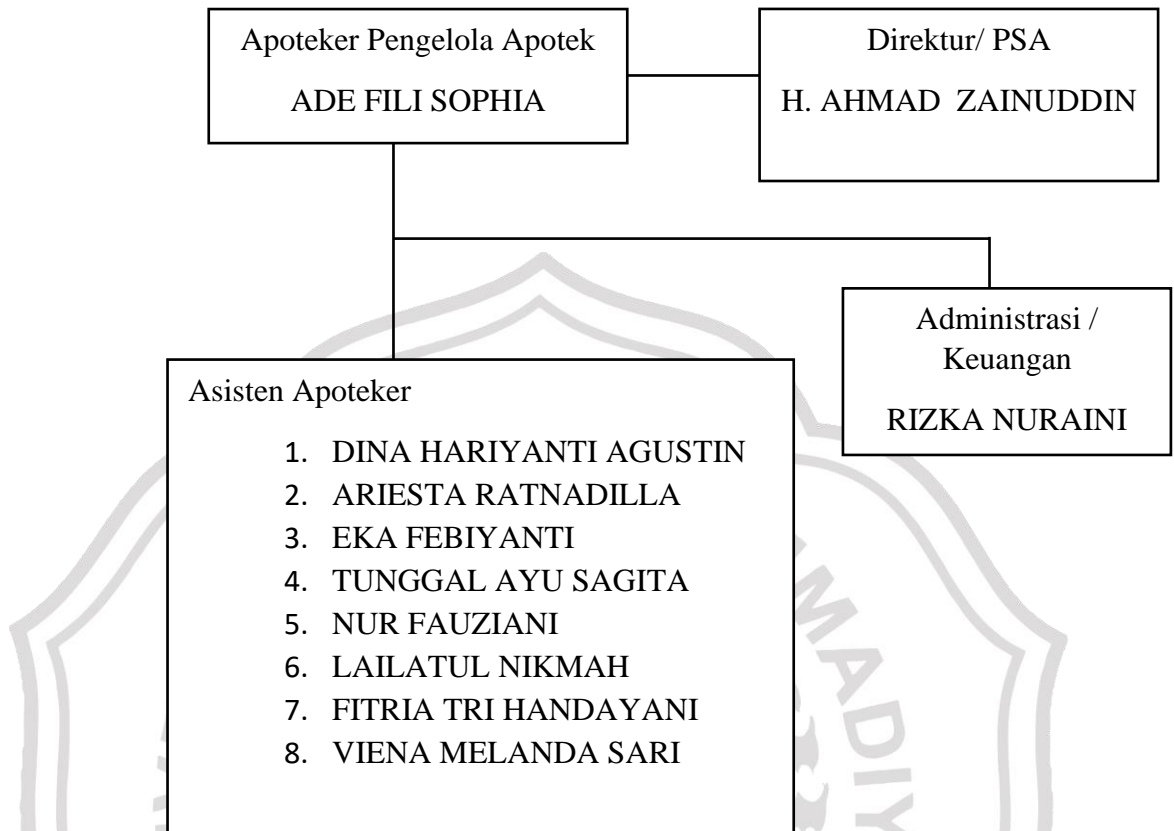 Apoteker Pengelola Apotek
ADE FILI SOPHIA
Direktur/ PSA
H. AHMAD ZAINUDDIN
Administrasi /
Keuangan
RIZKA NURAINI
Asisten Apoteker
1. DINA HARIYANTI AGUSTIN
2. ARIESTA RATNADILLA
3. EKA FEBIYANTI
4. TUNGGAL AYU SAGITA
5. NUR FAUZIANI
6. LAILATUL NIKMAH
7. FITRIA TRI HANDAYANI
8. VIENA MELANDA SARI